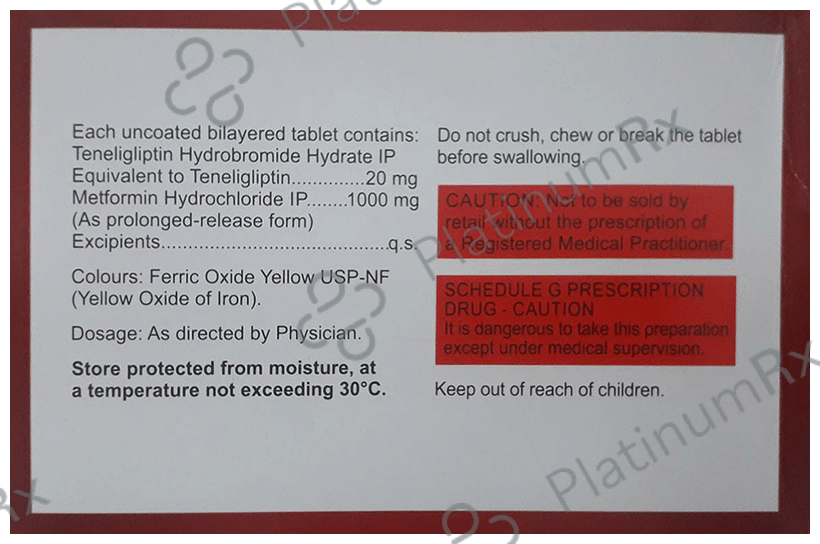 Each uncoated bilayered tablet contains:
Teneligliptin Hydrobromide Hydrate IP
Equivalent to Teneligliptin..............20 mg
Metformin Hydrochloride IP........1000 mg
(As prolonged-release form)
Excipients..........................................q.s.
Colours: Ferric Oxide Yellow USP-NF
(Yellow Oxide of Iron).
Dosage: As directed by Physician.
Store protected from moisture, at
a temperature not exceeding 30°C.
Do not crush, chew or break the tablet
before swallowing.
CAUTION: Not to be sold by
retail without the prescription of
a Registered Medical Practitioner.
SCHEDULE G PRESCRIPTION
DRUG - CAUTION
It is dangerous to take this preparation
except under medical supervision.
Keep out of reach of children.
Platinu
PlatinumRx
PlatinumRx
Rx